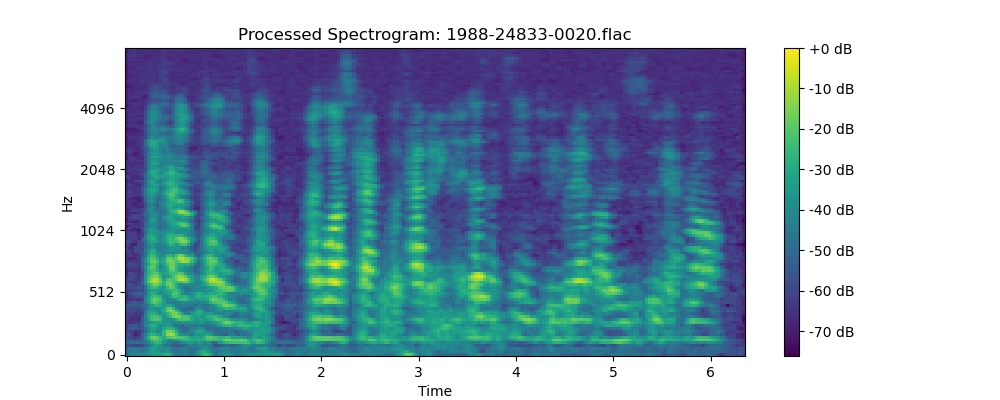 Processed Spectrogram: 1988-24833-0020.flac
+0 dB
4096
-10 dB
-20 dB
2048
-30 dB
Hz
-40 dB
1024
-50 dB
512
-60 dB
-70 dB
0
0 1 2 3 4 5 6
Time